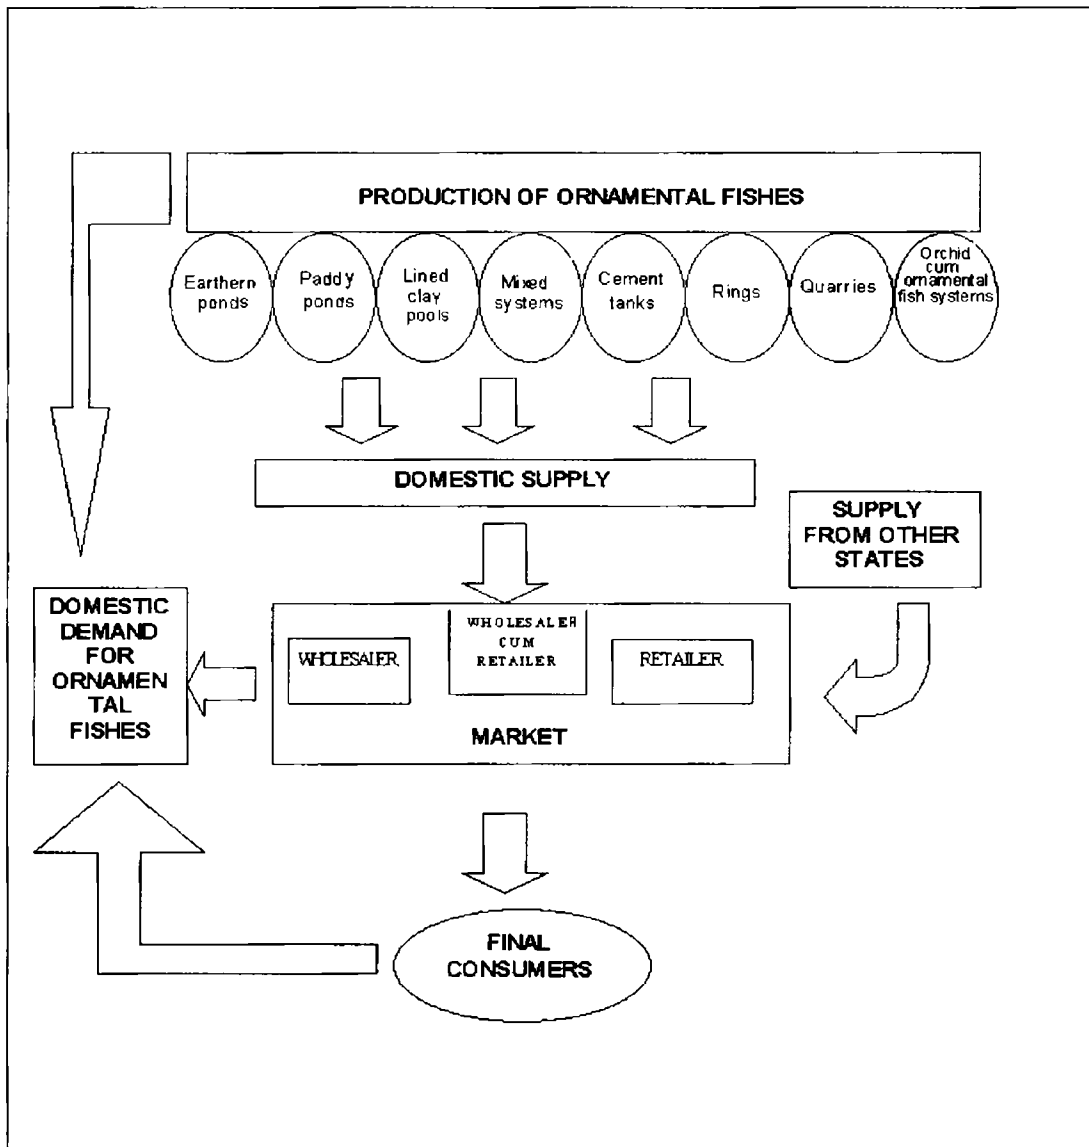 PRODUCTION OF ORNAMENTAL FISHES
Earthern
ponds
Paddy
ponds
Lined
clay
pools
Mixed
systems
Cement
tanks
Rings
Quarries
Orchid
cum
ornamental
fish systems
DOMESTIC SUPPLY
SUPPLY
FROM OTHER
STATES
DOMESTIC
DEMAND
FOR
ORNAMEN
TAL
FISHES
WHOLESALER
WHOLESALER
CUM
RETAILER
RETAILER
MARKET
FINAL
CONSUMERS